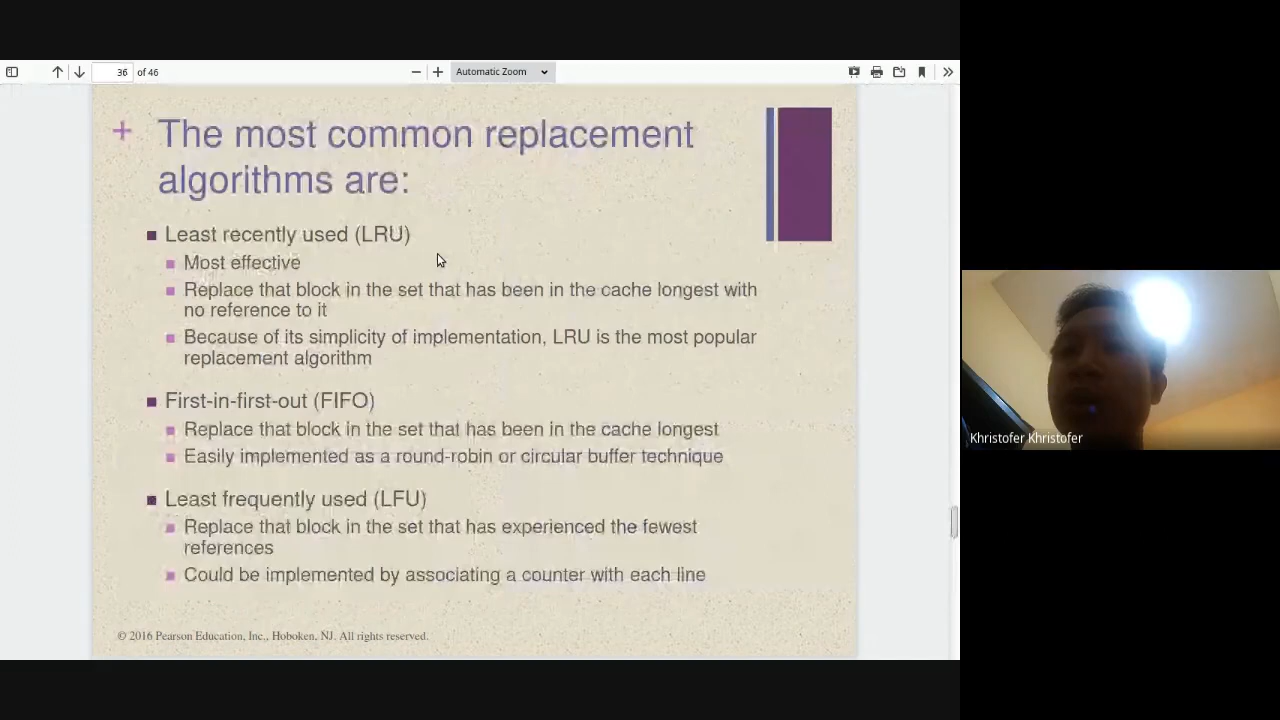 36 of 46
Automatic Zoom
+ The most common replacement
algorithms are:
Least recently used (LRU)
Most effective
Replace that block in the set that has been in the cache longest with
no reference to it
Because of its simplicity of implementation, LRU is the most popular
replacement algorithm
First-in-first-out (FIFO)
Replace that block in the set that has been in the cache longest
Easily implemented as a round-robin or circular buffer technique
Least frequently used (LFU)
Replace that block in the set that has experienced the fewest
references
Could be implemented by associating a counter with each line
© 2016 Pearson Education, Inc., Hoboken, NJ. All rights reserved.
Khristofer Khristofer